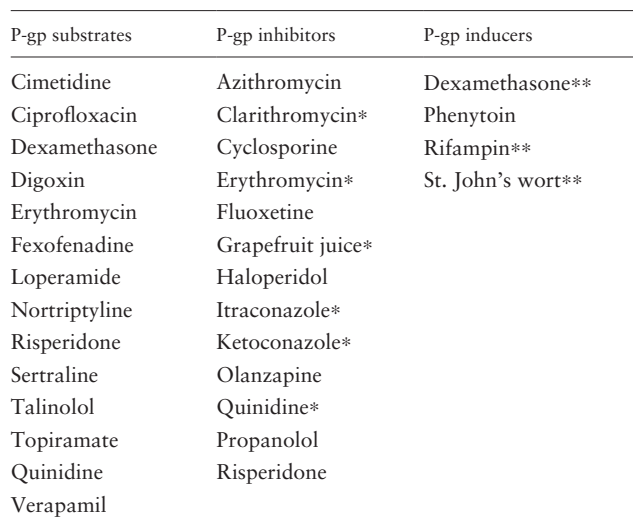 P-gp substrates P-gp inhibitors P-gp inducers
Cimetidine Azithromycin Dexamethasone**
Ciprofloxacin Clarithromycin* Phenytoin
Dexamethasone Cyclosporine Rifampin**
Digoxin Erythromycin* St. John’s wort**
Erythromycin Fluoxetine
Fexofenadine Grapefruit juice*
Loperamide Haloperidol
Nortriptyline Itraconazole*
Risperidone Ketoconazole*
Sertraline Olanzapine
Talinolol Quinidine*
Topiramate Propanolol
Quinidine Risperidone
Verapamil